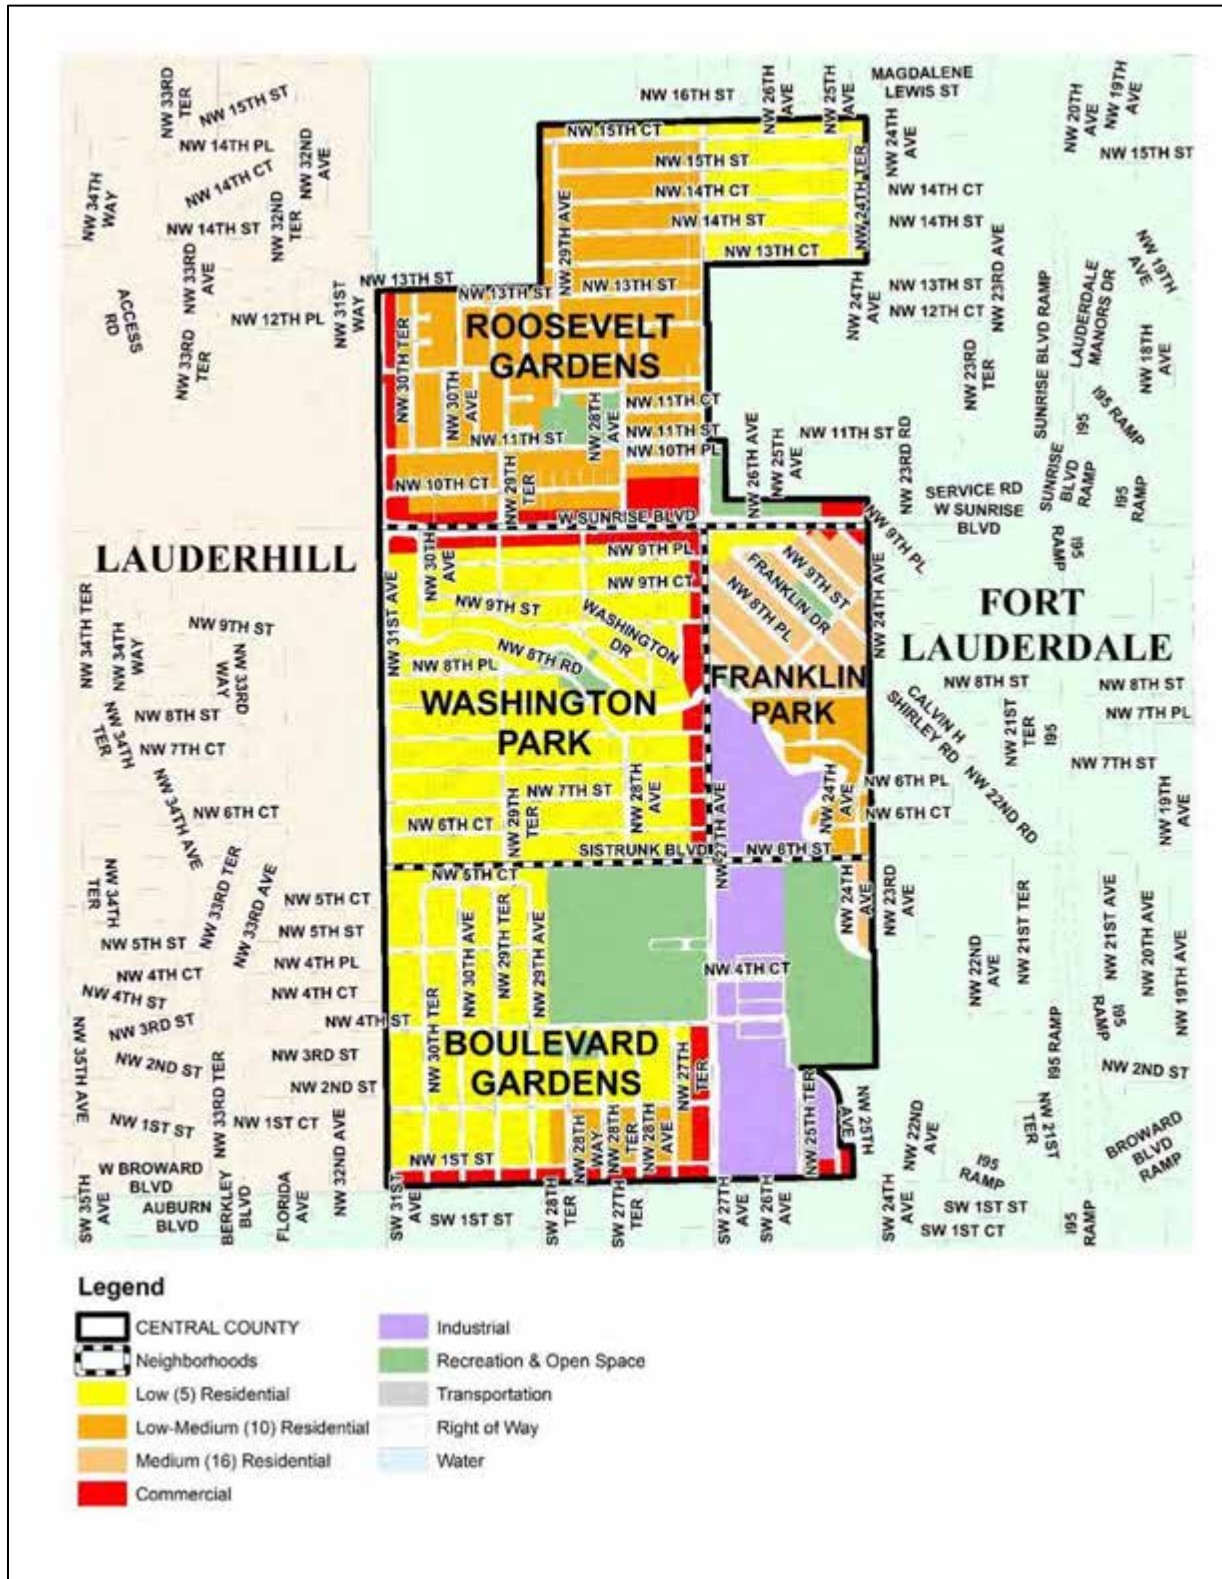 NW 33RD
TER
NW 15TH ST
NW 14TH PL
NW 32ND
AVE
NW 14TH CT
NW 34TH
WAY
NW 32ND
TER
NW 14TH ST
NW 33RD
AVE
ACCESS
RD
NW 12TH PL
NW 31ST
WAY
NW 33RD
TER
NW 16TH ST
NW 26TH
AVE
NW 25TH
AVE
MAGDALENE
LEWIS ST
NW 24TH
AVE
NW 20TH
AVE
NW 19TH
AVE
NW 15TH ST
NW 15TH CT
NW 15TH ST
NW 14TH CT
NW 14TH ST
NW 13TH CT
NW 24TH TER
NW 29TH AVE
NW 14TH CT
NW 14TH ST
NW 13TH ST
NW 13TH ST
NW 13TH ST
NW 24TH
AVE
NW 13TH ST
NW 12TH CT
NW 23RD AVE
SUNRISE BLVD RAMP
LAUDERDALE
MANORS DR
NW 19TH
AVE
NW 18TH
AVE
NW 23RD
TER
I95 RAMP
I95
ROOSEVELT
GARDENS
NW 30TH TER
NW 30TH
AVE
NW 28TH
AVE
NW 11TH CT
NW 11TH ST
NW 11TH ST
NW 10TH PL
NW 10TH CT
NW 29TH
TER
W SUNRISE BLVD
NW 26TH AVE
NW 25TH
AVE
NW 11TH ST
NW 23RD RD
SERVICE RD
W SUNRISE
BLVD
SUNRISE
BLVD
RAMP
I95
RAMP
I95
RAMP
NW 9TH PL
LAUDERHILL
NW 34TH TER
NW 34TH
WAY
NW 9TH ST
NW 33RD
WAY
NW 8TH ST
NW 34TH
TER
NW 7TH CT
NW 34TH AVE
NW 6TH CT
NW 31ST AVE
NW 30TH
AVE
NW 9TH PL
NW 9TH CT
NW 9TH ST
WASHINGTON
DR
NW 8TH RD
NW 8TH PL
WASHINGTON
PARK
NW 7TH ST
NW 28TH
AVE
NW 29TH
TER
NW 6TH CT
SISTRUNK BLVD
NW 27TH AVE
NW 9TH ST
FRANKLIN DR
NW 8TH PL
NW 24TH AVE
FRANKLIN
PARK
NW 24TH
AVE
NW 6TH ST
FORT
LAUDERDALE
NW 8TH ST
NW 8TH ST
NW 7TH PL
CALVIN H
SHIRLEY RD
NW 21ST
TER
I95
NW 7TH ST
NW 6TH PL
NW 6TH CT
NW 22ND RD
NW 19TH
AVE
NW 34TH
TER
NW 33RD TER
NW 33RD AVE
NW 5TH CT
NW 5TH ST
NW 5TH ST
NW 4TH PL
NW 4TH CT
NW 4TH CT
NW 4TH ST
NW 4TH ST
NW 3RD ST
NW 3RD ST
NW 2ND ST
NW 2ND ST
NW 35TH AVE
NW 33RD TER
NW 1ST ST
NW 1ST CT
NW 32ND AVE
W BROWARD
BLVD
SW 35TH
AVE
AUBURN
BLVD
BERKLEY
BLVD
FLORIDA
AVE
NW 5TH CT
NW 30TH AVE
NW 29TH TER
NW 29TH AVE
NW 30TH TER
NW 4TH CT
BOULEVARD
GARDENS
NW 27TH
TER
NW 28TH
WAY
NW 28TH
TER
NW 28TH
AVE
NW 1ST ST
NW 24TH
AVE
NW 23RD
AVE
NW 25TH TER
NW 25TH
AVE
NW 22ND
AVE
NW 21ST TER
NW 21ST AVE
NW 20TH AVE
NW 19TH AVE
I95
RAMP
I95 RAMP
NW 2ND ST
NW 22ND
AVE
NW 21ST
TER
BROWARD
BLVD
RAMP
I95
RAMP
SW 31ST
AVE
SW 1ST ST
SW 28TH
TER
SW 27TH
TER
SW 27TH
AVE
SW 26TH
AVE
SW 24TH
AVE
SW 1ST ST
SW 1ST CT
I95
RAMP
Legend
CENTRAL COUNTY
Neighborhoods
Low (5) Residential
Low-Medium (10) Residential
Medium (16) Residential
Commercial
Industrial
Recreation & Open Space
Transportation
Right of Way
Water